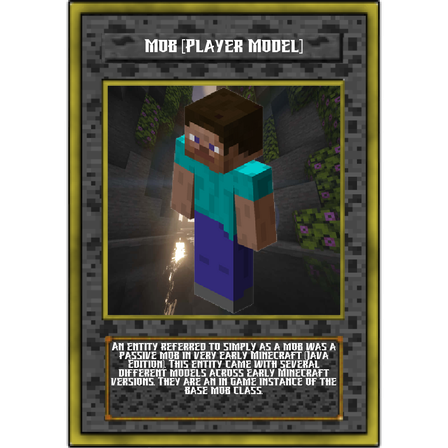 Mob [Player Model]
An entity referred to simply as a mob was a
passive mob in very early Minecraft [Java
Edition]. This entity came with several
different models across early Minecraft
versions. They are an in game instance of the
base mob class.